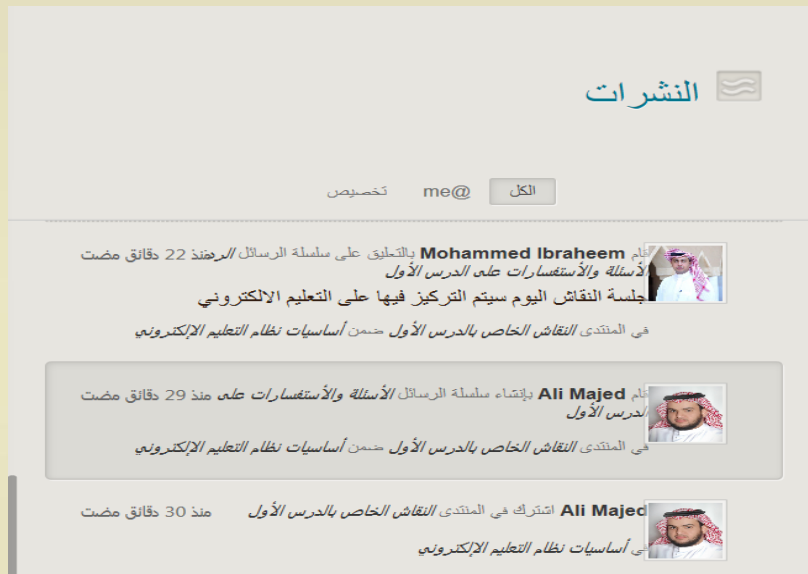 النشرات
الكل @me تخصيص
قام Mohammed Ibraheem بالتعليق على سلسلة الرسائل الرد منذ 22 دقائق مضت
الأسئلة والأستفسارات على الدرس الأول
جلسة النقاش اليوم سيتم التركيز فيها على التعليم الالكتروني
في المنتدى النقاش الخاص بالدرس الأول ضمن أساسيات نظام التعليم الإلكتروني
قام Ali Majed بإنشاء سلسلة الرسائل الأسئلة والأستفسارات على منذ 29 دقائق مضت
الدرس الأول
في المنتدى النقاش الخاص بالدرس الأول ضمن أساسيات نظام التعليم الإلكتروني
Ali Majed اشترك في المنتدى النقاش الخاص بالدرس الأول منذ 30 دقائق مضت
في أساسيات نظام التعليم الإلكتروني